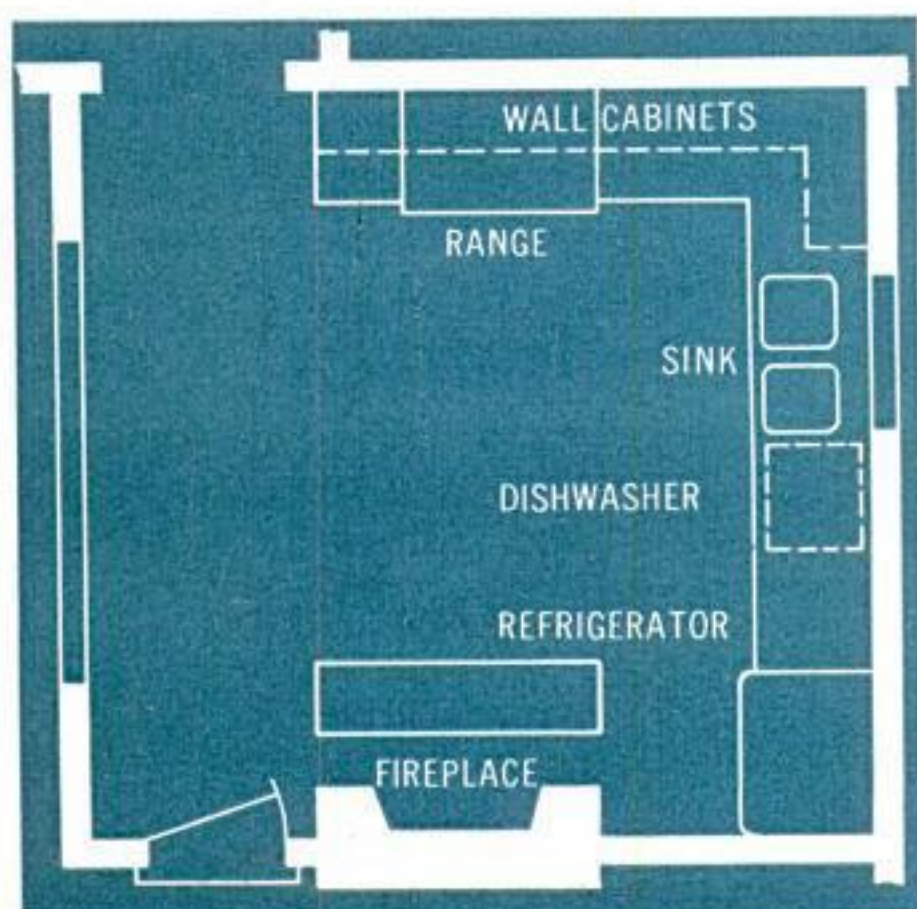 WALL CABINETS
RANGE
SINK
DISHWASHER
REFRIGERATOR
FIREPLACE